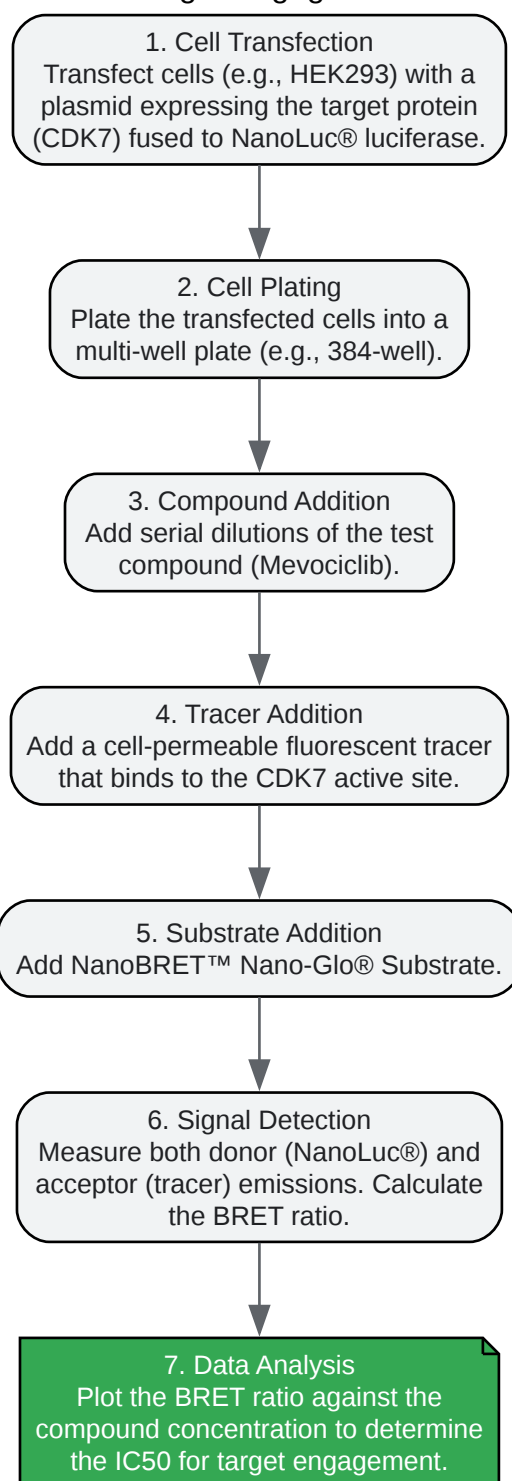 1. Cell Transfection
Transfect cells (e.g., HEK293) with a
plasmid expressing the target protein
(CDK7) fused to NanoLuc® luciferase.
2. Cell Plating
Plate the transfected cells into a
multi-well plate (e.g., 384-well).
3. Compound Addition
Add serial dilutions of the test
compound (Mevociclib).
4. Tracer Addition
Add a cell-permeable fluorescent tracer
that binds to the CDK7 active site.
5. Substrate Addition
Add NanoBRET™ Nano-Glo® Substrate.
6. Signal Detection
Measure both donor (NanoLuc®) and
acceptor (tracer) emissions. Calculate
the BRET ratio.
7. Data Analysis
Plot the BRET ratio against the
compound concentration to determine
the IC50 for target engagement.